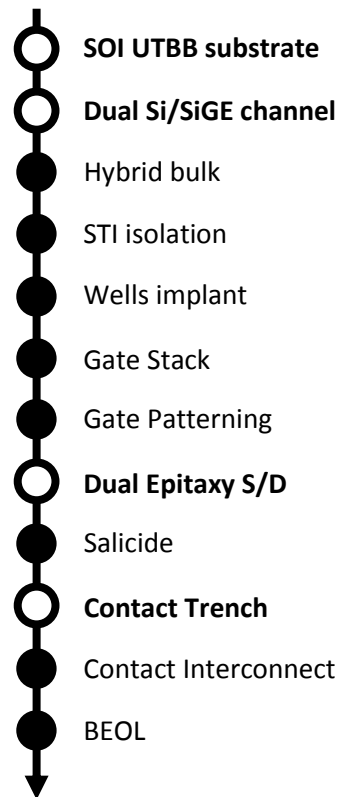 SOI UTBB substrate
Dual Si/SiGE channel
Hybrid bulk
STI isolation
Wells implant
Gate Stack
Gate Patterning
Dual Epitaxy S/D
Salicide
Contact Trench
Contact Interconnect
BEOL